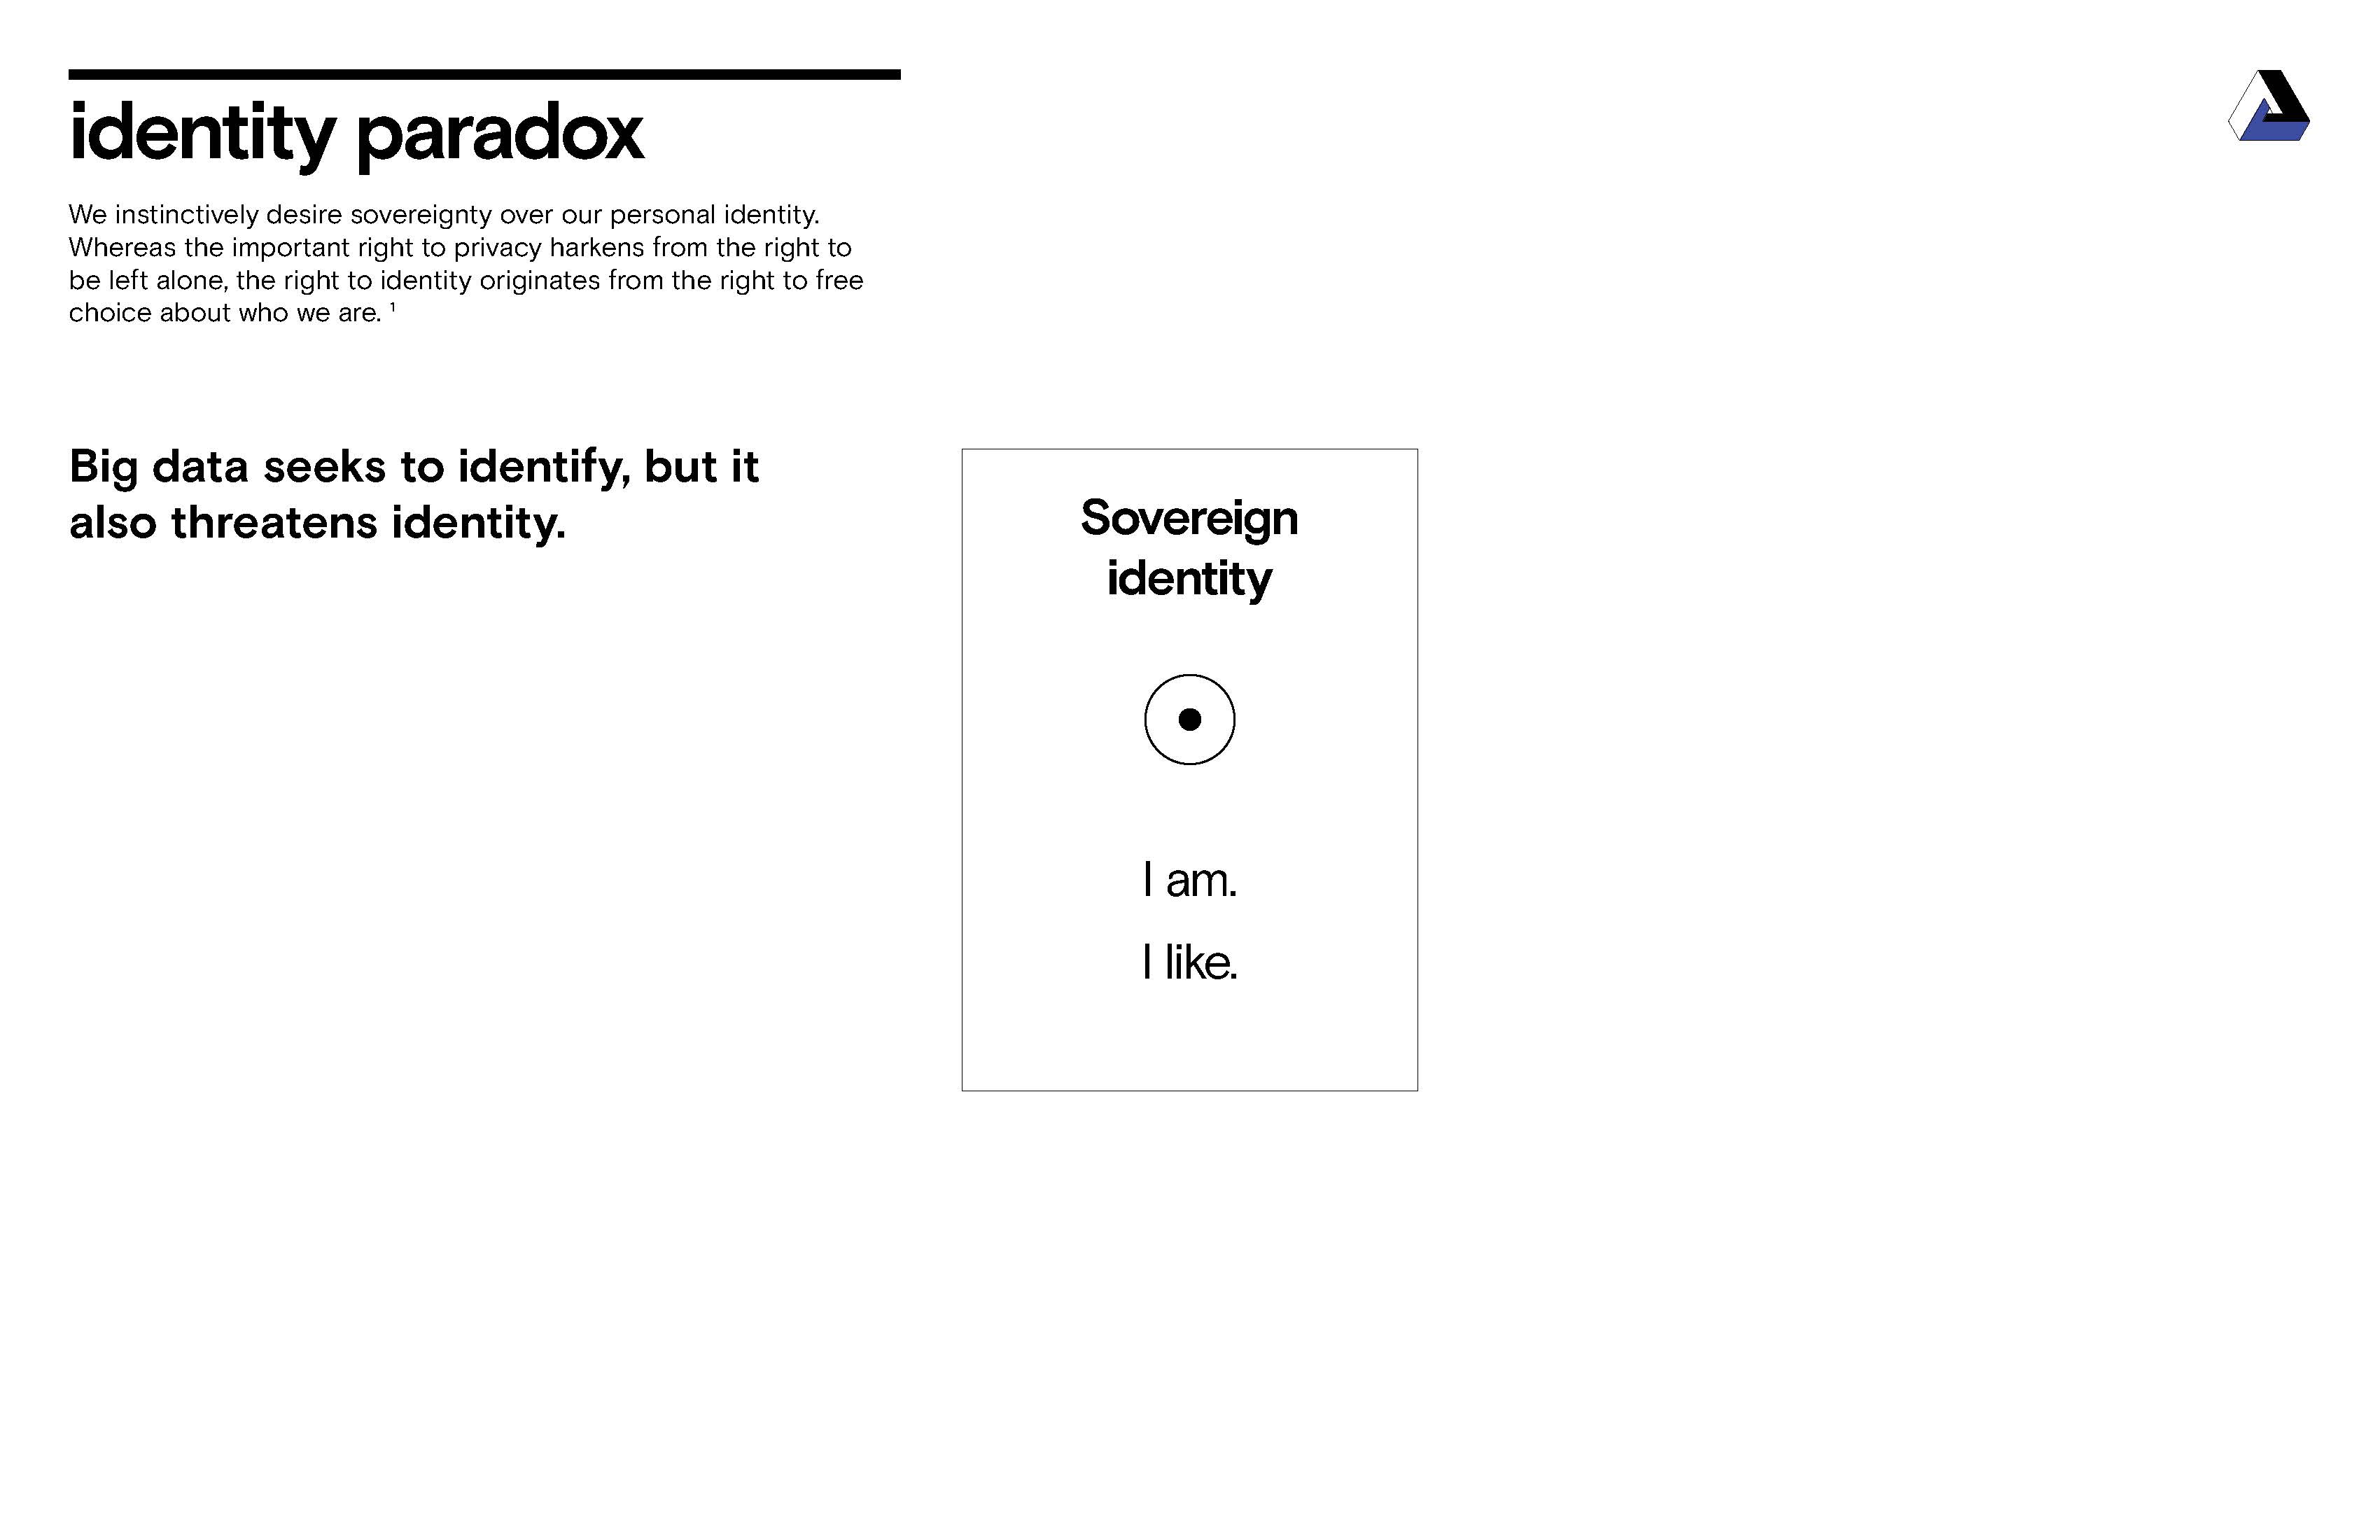 identity paradox
We instinctively desire sovereignty over our personal identity.
Whereas the important right to privacy harkens from the right to
be left alone, the right to identity originates from the right to free
choice about who we are. ¹
Big data seeks to identify, but it
also threatens identity.
Sovereign
identity
I am.
I like.